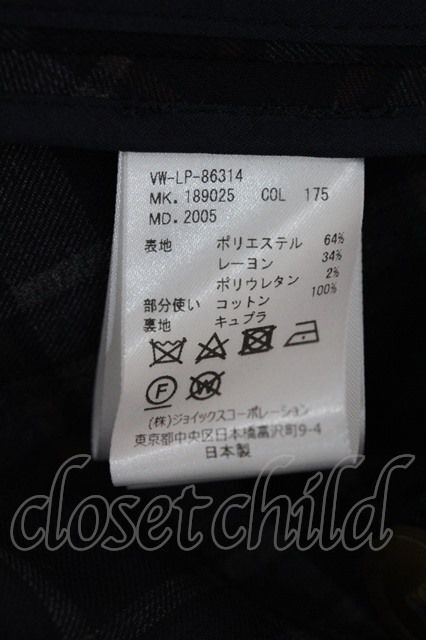 VW-LP-86314
MK. 189025 COL 175
MD. 2005
表地 ポリエステル 64%
レーヨン 34%
ポリウレタン 2%
部分使い コットン 100%
裏地 キュプラ
F
W
(株)ジョイックスコーポレーション
東京都中央区日本橋富沢町9-4
日本製
closetchild